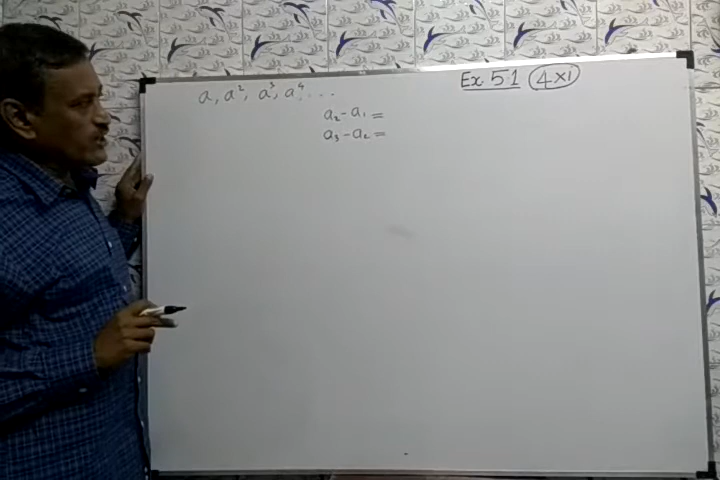 Ex. 5.1 (4 xi)
a, a², a³, a⁴, ...
a₂ - a₁ =
a₃ - a₂ =